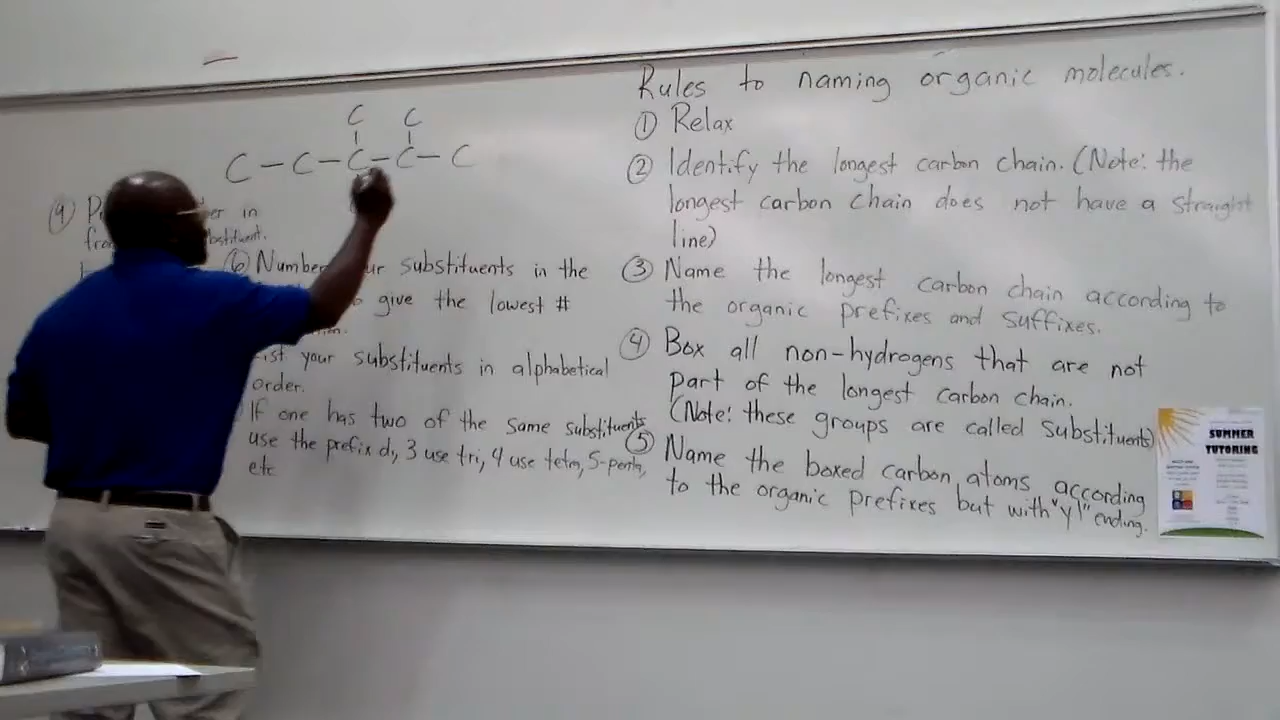 C C
C – C – C – C – C
Rules to naming organic molecules.
① Relax
② Identify the longest carbon chain. (Note: the
longest carbon chain does not have a straight
line)
③ Name the longest carbon chain according to
the organic prefixes and suffixes.
④ Box all non-hydrogens that are not
part of the longest carbon chain.
(Note: these groups are called substituents)
⑤ Name the boxed carbon atoms according
to the organic prefixes but with "yl" ending.
⑥ Number substituents in the
give the lowest #
List your substituents in alphabetical
order.
If one has two of the same substituents
use the prefix di, 3 use tri, 4 use tetra, 5-penta,
etc
⑨ in
SUMMER
TUTORING